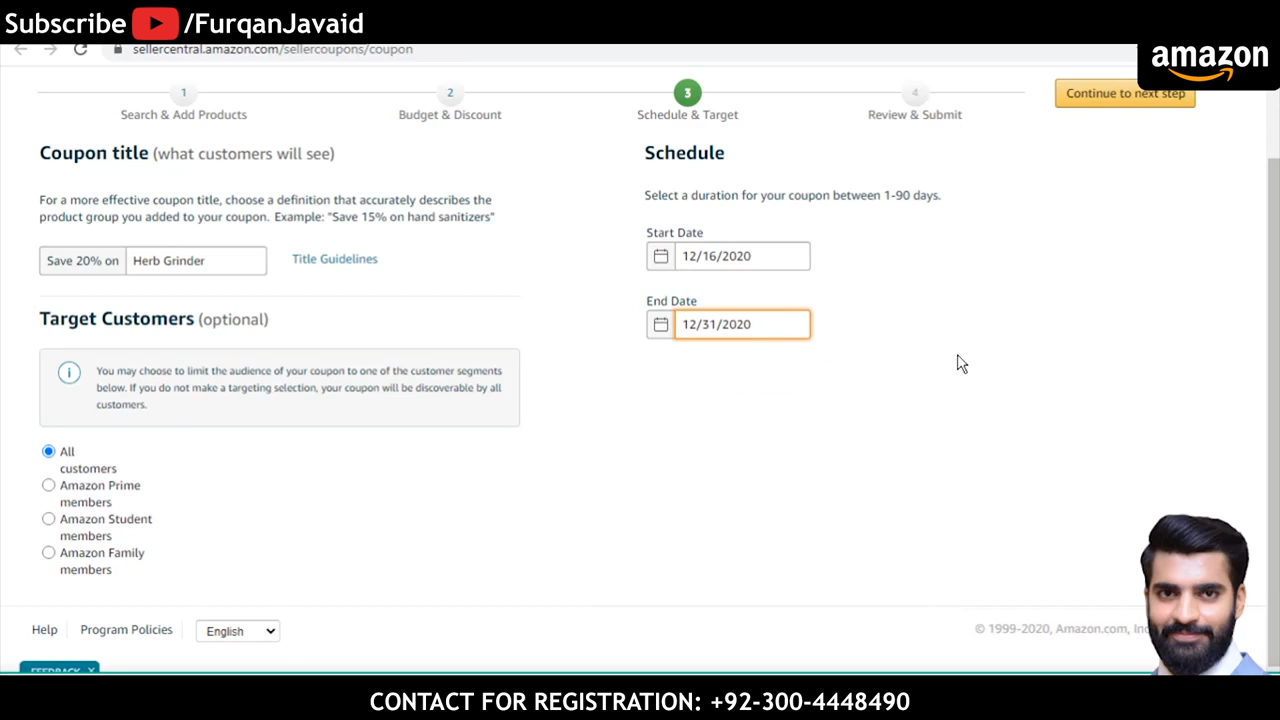 Subscribe /FurqanJavaid
sellercentral.amazon.com/sellercoupons/coupon
amazon
1
2
3
4
Continue to next step
Search & Add Products
Budget & Discount
Schedule & Target
Review & Submit
Coupon title (what customers will see)
For a more effective coupon title, choose a definition that accurately describes the
product group you added to your coupon. Example: "Save 15% on hand sanitizers"
Save 20% on Herb Grinder Title Guidelines
Target Customers (optional)
You may choose to limit the audience of your coupon to one of the customer segments
below. If you do not make a targeting selection, your coupon will be discoverable by all
customers.
All
customers
Amazon Prime
members
Amazon Student
members
Amazon Family
members
Schedule
Select a duration for your coupon between 1-90 days.
Start Date
12/16/2020
End Date
12/31/2020
Help Program Policies English
© 1999-2020, Amazon.com, Inc
FEEDBACK X
CONTACT FOR REGISTRATION: +92-300-4448490